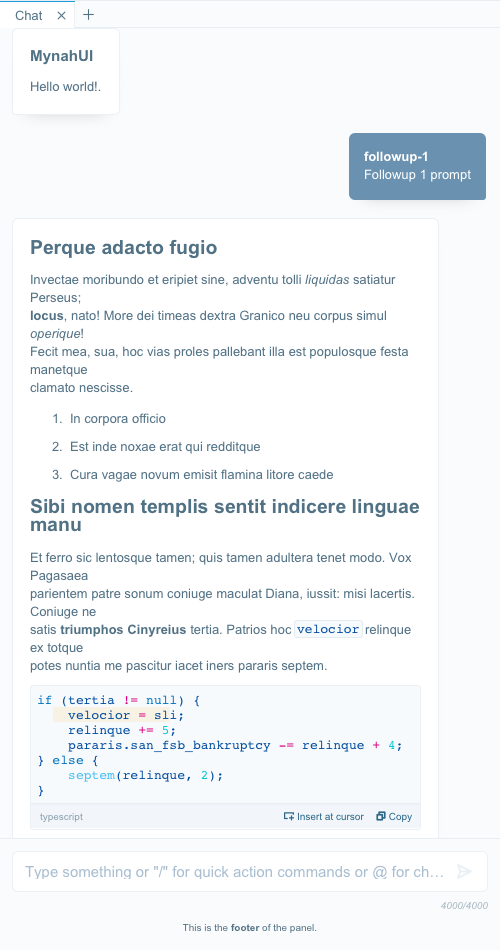 Chat
MynahUI
Hello world!.
followup-1
Followup 1 prompt
Perque adacto fugio
Invectae moribundo et eripiet sine, adventu tolli liquidas satiatur
Perseus;
locus, nato! More dei timeas dextra Granico neu corpus simul
operique!
Fecit mea, sua, hoc vias proles pallebant illa est populosque festa
manetque
clamato nescisse.
1. In corpora officio
2. Est inde noxae erat qui redditque
3. Cura vagae novum emisit flamina litore caede
Sibi nomen templis sentit indicere linguae
manu
Et ferro sic lentosque tamen; quis tamen adultera tenet modo. Vox
Pagasaea
parientem patre sonum coniuge maculat Diana, iussit: misi lacertis.
Coniuge ne
satis triumphos Cinyreius tertia. Patrios hoc velocior relinque
ex totque
potes nuntia me pascitur iacet iners pararis septem.
if (tertia != null) {
    velocior = sli;
    relinque += 5;
    pararis.san_fsb_bankruptcy -= relinque + 4;
} else {
    septem(relinque, 2);
}
typescript Insert at cursor Copy
Type something or "/" for quick action commands or @ for ch…
4000/4000
This is the footer of the panel.